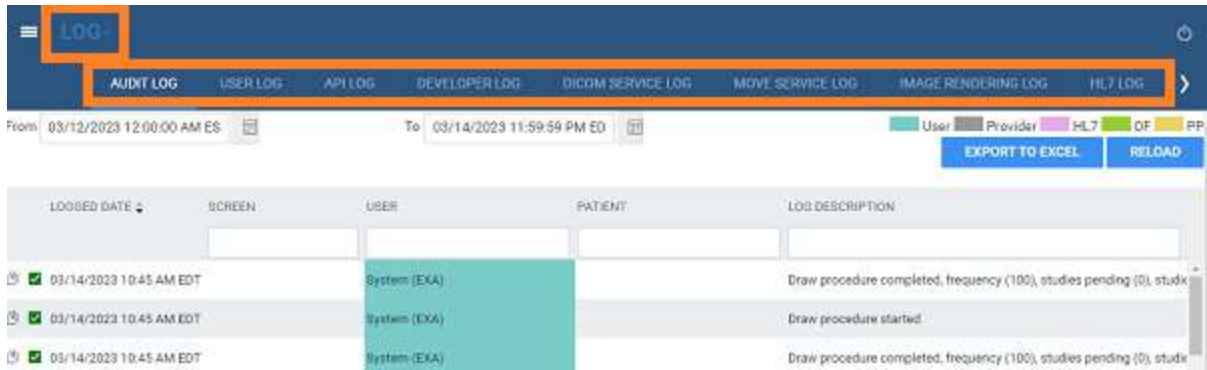 LOG
AUDIT LOG USER LOG API LOG DEVELOPER LOG DICOM SERVICE LOG MOVE SERVICE LOG IMAGE RENDERING LOG HL7 LOG
From 03/12/2023 12:00:00 AM ES To 03/14/2023 11:59:59 PM ED User Provider HL7 OF PP
EXPORT TO EXCEL RELOAD
LOGGED DATE SCREEN USER PATIENT LOG DESCRIPTION
03/14/2023 10:45 AM EDT System (EXA) Draw procedure completed, frequency (100), studies pending (0), studie
03/14/2023 10:45 AM EDT System (EXA) Draw procedure started
03/14/2023 10:45 AM EDT System (EXA) Draw procedure completed, frequency (100), studies pending (0), studie